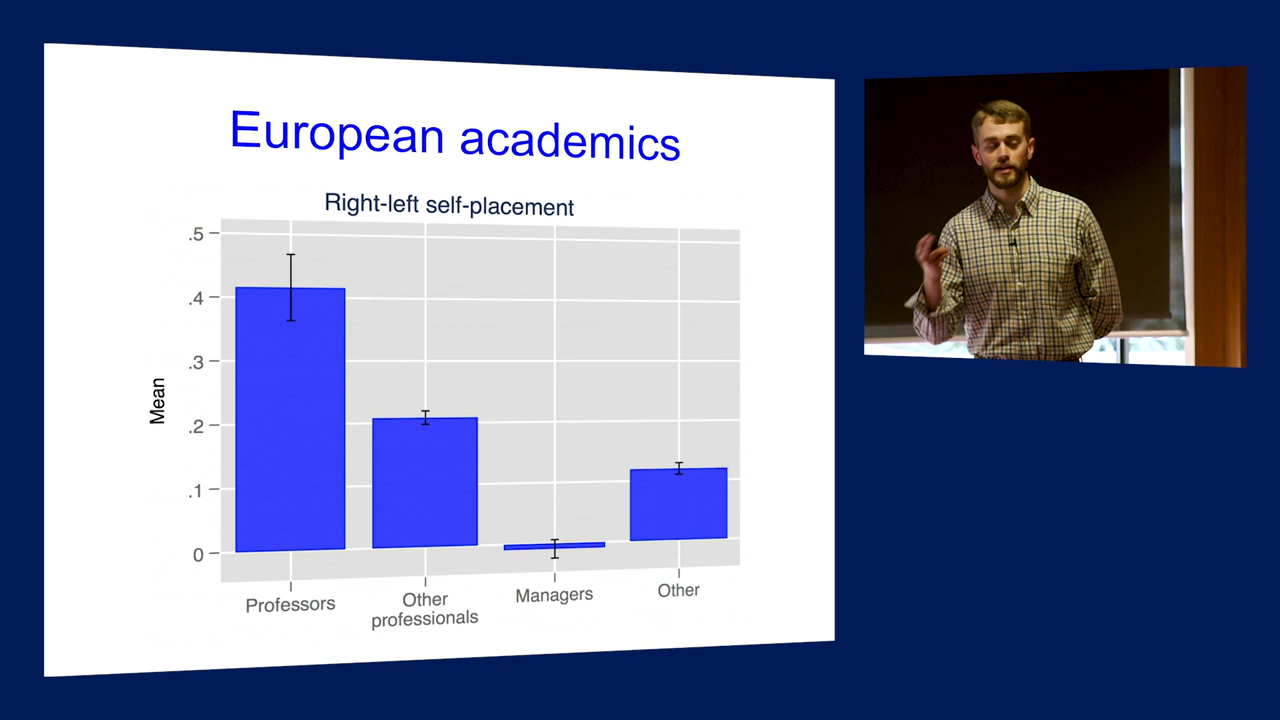 European academics
Right-left self-placement
.5
.4
.3
.2
.1
0
Mean
Professors
Other
professionals
Managers
Other